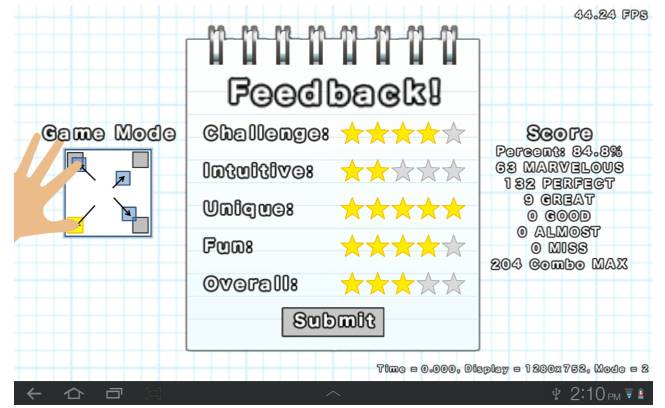 44.24 FPS
Feedback!
Game Mode
Challenge:
Intuitive:
Unique:
Fun:
Overall:
Submit
Score
Percent: 84.8%
63 MARVELOUS
132 PERFECT
9 GREAT
0 GOOD
0 ALMOST
0 MISS
204 Combo MAX
Time = 0.000, Display = 1280x752, Mode = 2
2:10 PM